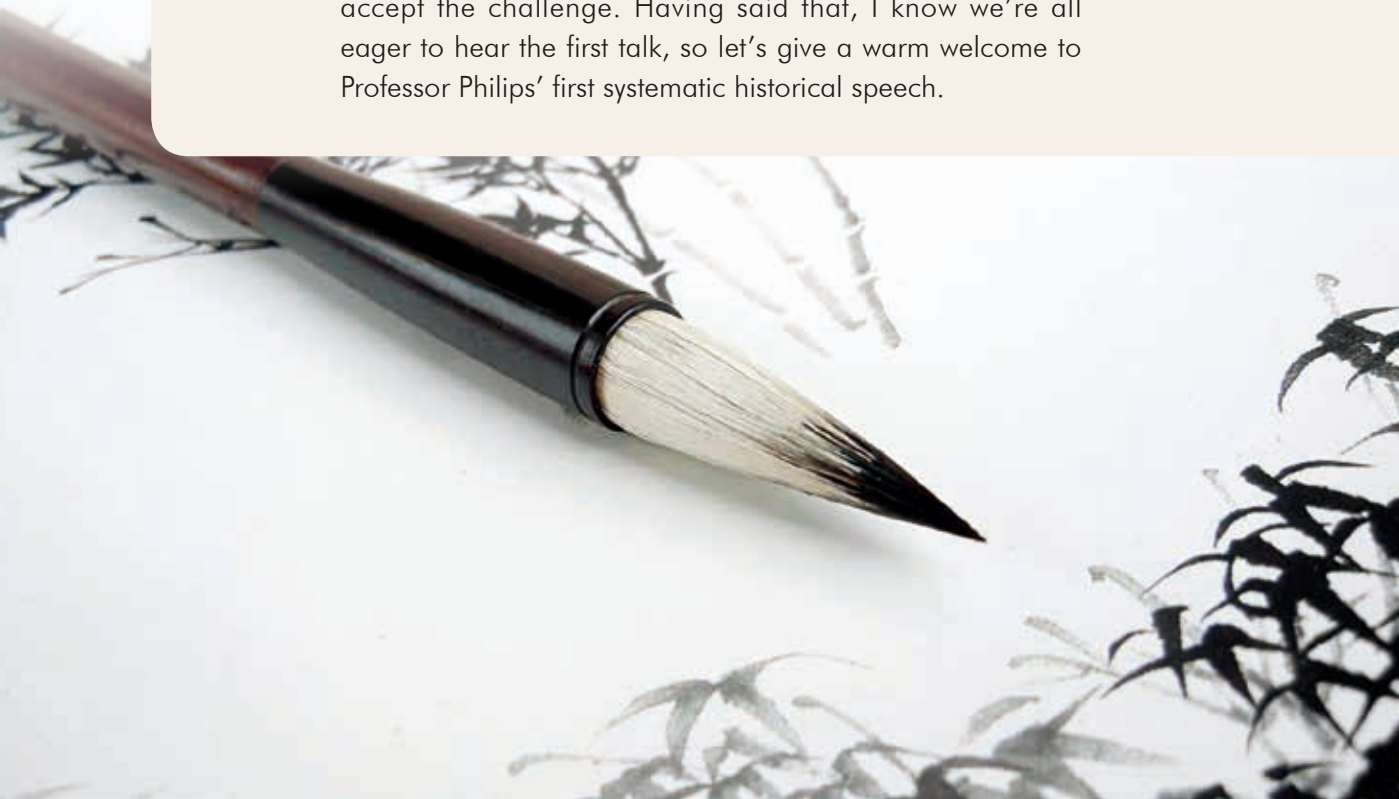 accept the challenge. Having said that, I know we’re all
eager to hear the first talk, so let’s give a warm welcome to
Professor Philips’ first systematic historical speech.